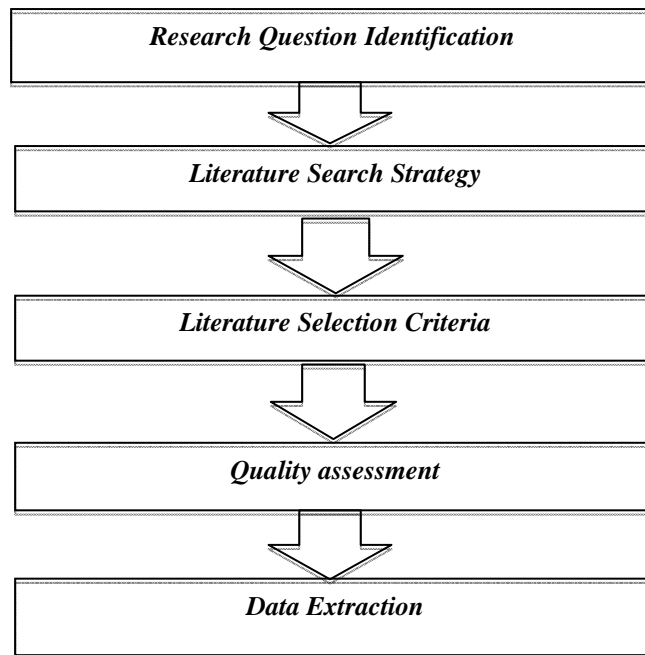 Research Question Identification
Literature Search Strategy
Literature Selection Criteria
Quality assessment
Data Extraction